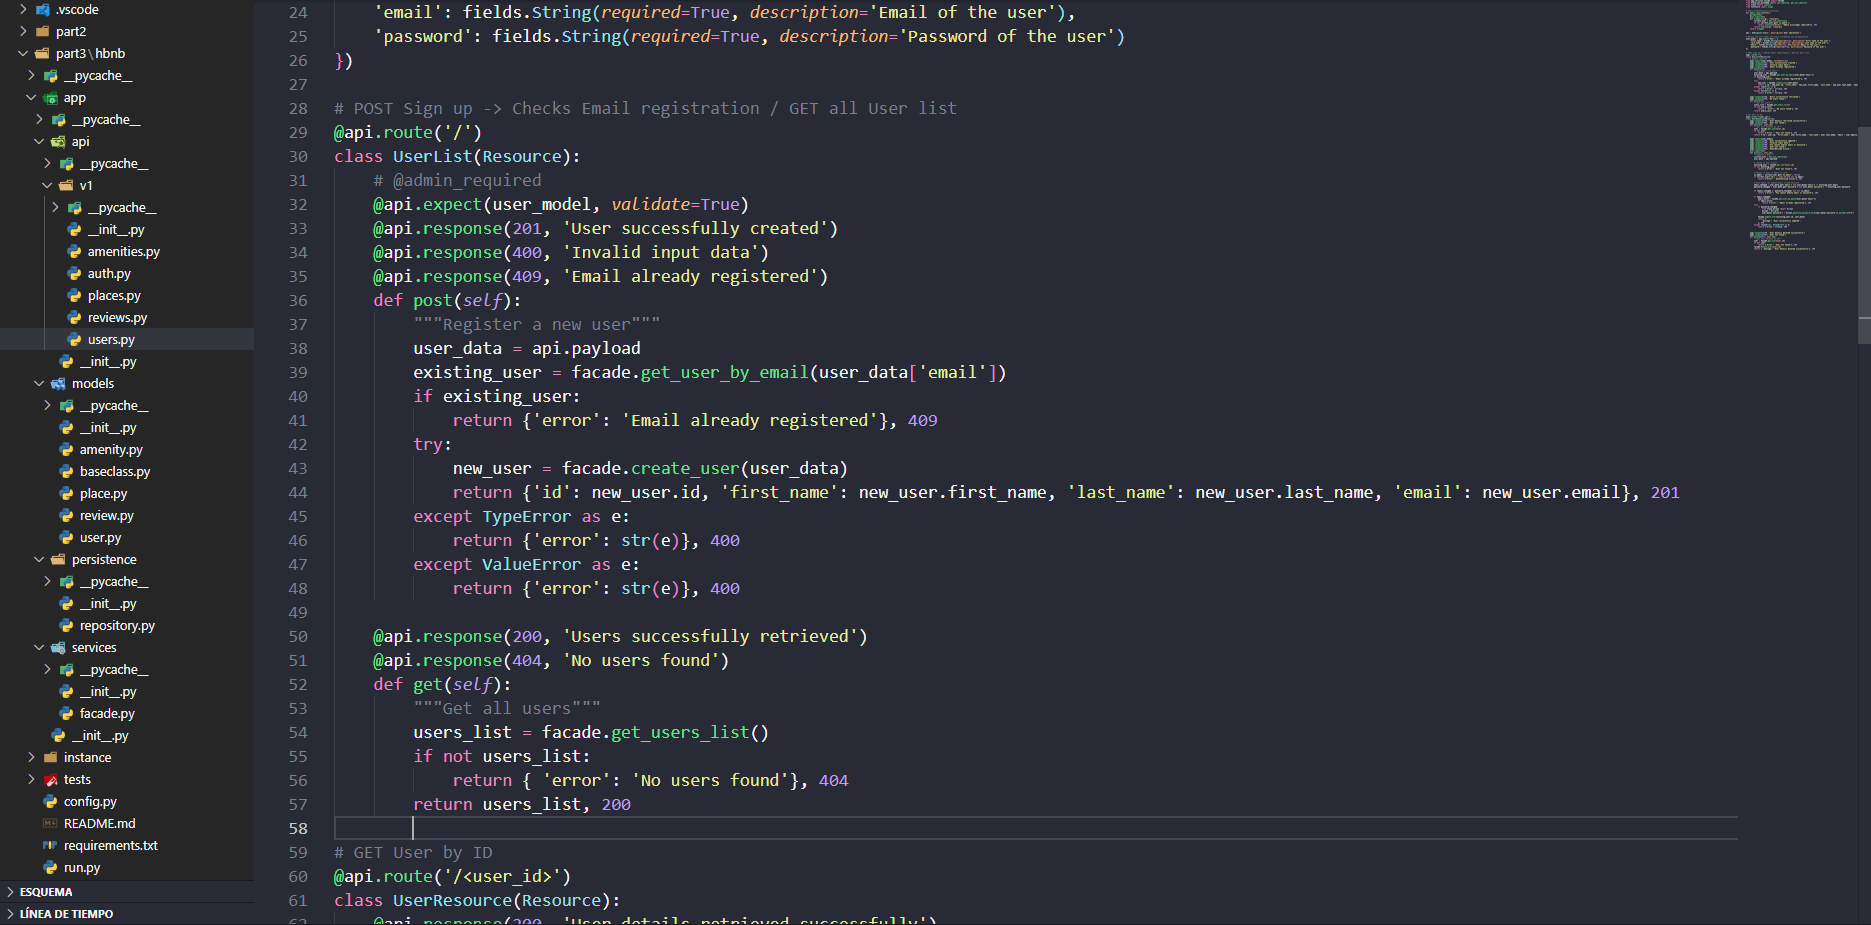 .vscode
part2
part3\hbnb
__pycache__
app
__pycache__
api
__pycache__
v1
__pycache__
__init__.py
amenities.py
auth.py
places.py
reviews.py
users.py
__init__.py
models
__pycache__
__init__.py
amenity.py
baseclass.py
place.py
review.py
user.py
persistence
__pycache__
__init__.py
repository.py
services
__pycache__
__init__.py
facade.py
__init__.py
instance
tests
config.py
README.md
requirements.txt
run.py
ESQUEMA
LÍNEA DE TIEMPO
24     'email': fields.String(required=True, description='Email of the user'),
25     'password': fields.String(required=True, description='Password of the user')
26 })
27
28 # POST Sign up -> Checks Email registration / GET all User list
29 @api.route('/')
30 class UserList(Resource):
31     # @admin_required
32     @api.expect(user_model, validate=True)
33     @api.response(201, 'User successfully created')
34     @api.response(400, 'Invalid input data')
35     @api.response(409, 'Email already registered')
36     def post(self):
37         """Register a new user"""
38         user_data = api.payload
39         existing_user = facade.get_user_by_email(user_data['email'])
40         if existing_user:
41             return {'error': 'Email already registered'}, 409
42         try:
43             new_user = facade.create_user(user_data)
44             return {'id': new_user.id, 'first_name': new_user.first_name, 'last_name': new_user.last_name, 'email': new_user.email}, 201
45         except TypeError as e:
46             return {'error': str(e)}, 400
47         except ValueError as e:
48             return {'error': str(e)}, 400
49
50     @api.response(200, 'Users successfully retrieved')
51     @api.response(404, 'No users found')
52     def get(self):
53         """Get all users"""
54         users_list = facade.get_users_list()
55         if not users_list:
56             return { 'error': 'No users found'}, 404
57         return users_list, 200
58
59 # GET User by ID
60 @api.route('/<user_id>')
61 class UserResource(Resource):
62     @api.response(200, 'User details retrieved successfully')